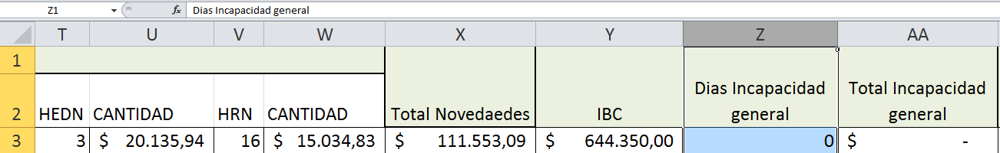 Z1 fx Dias Incapacidad general
T U V W X Y Z AA
1
2 HEDN CANTIDAD HRN CANTIDAD Total Novedaedes IBC Dias Incapacidad general Total Incapacidad general
3 3 $ 20.135,94 16 $ 15.034,83 $ 111.553,09 $ 644.350,00 0 $ -